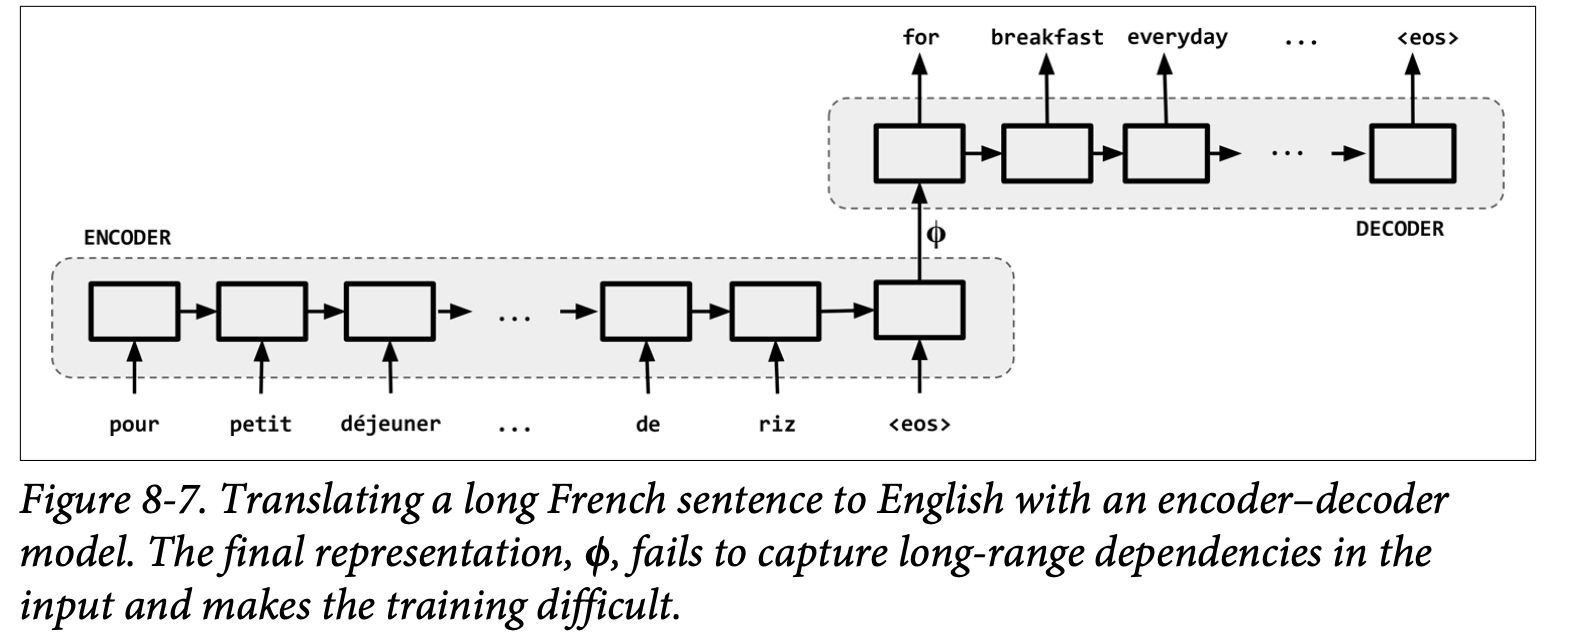 for breakfast everyday ... <eos>
...
ϕ
DECODER
ENCODER
...
pour petit déjeuner ... de riz <eos>
Figure 8-7. Translating a long French sentence to English with an encoder–decoder
model. The final representation, ϕ, fails to capture long-range dependencies in the
input and makes the training difficult.